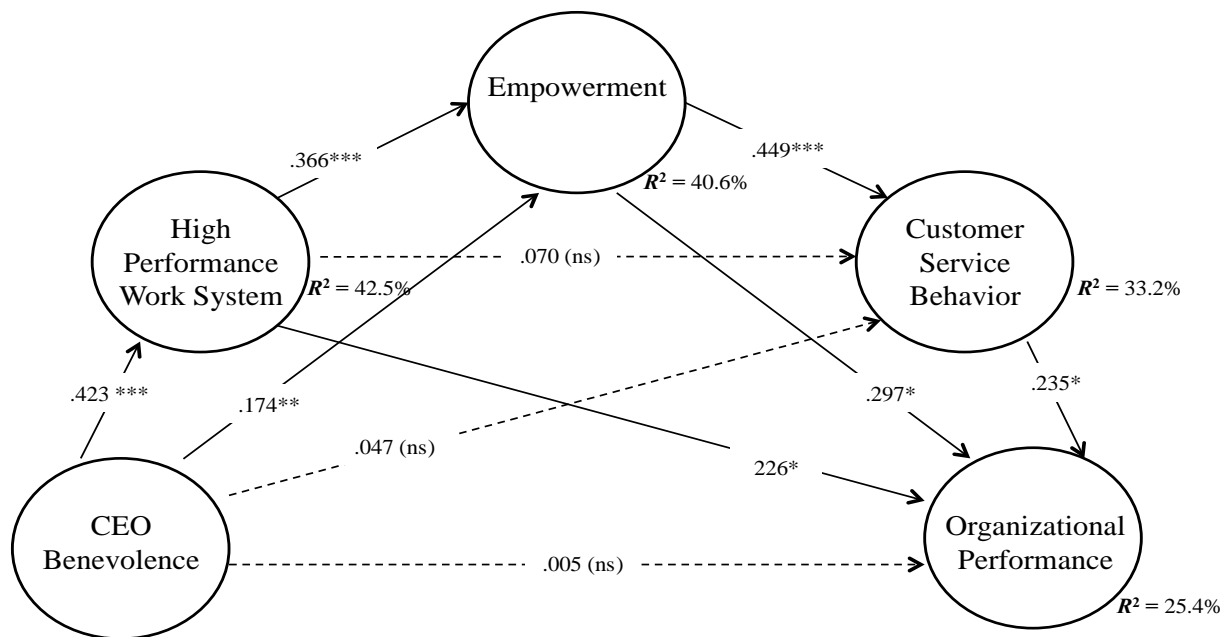 Empowerment
.366***
.449***
R² = 40.6%
High
Performance
Work System
R² = 42.5%
.070 (ns)
Customer
Service
Behavior
R² = 33.2%
.423 ***
.174**
.047 (ns)
.297*
.235*
226*
CEO
Benevolence
.005 (ns)
Organizational
Performance
R² = 25.4%